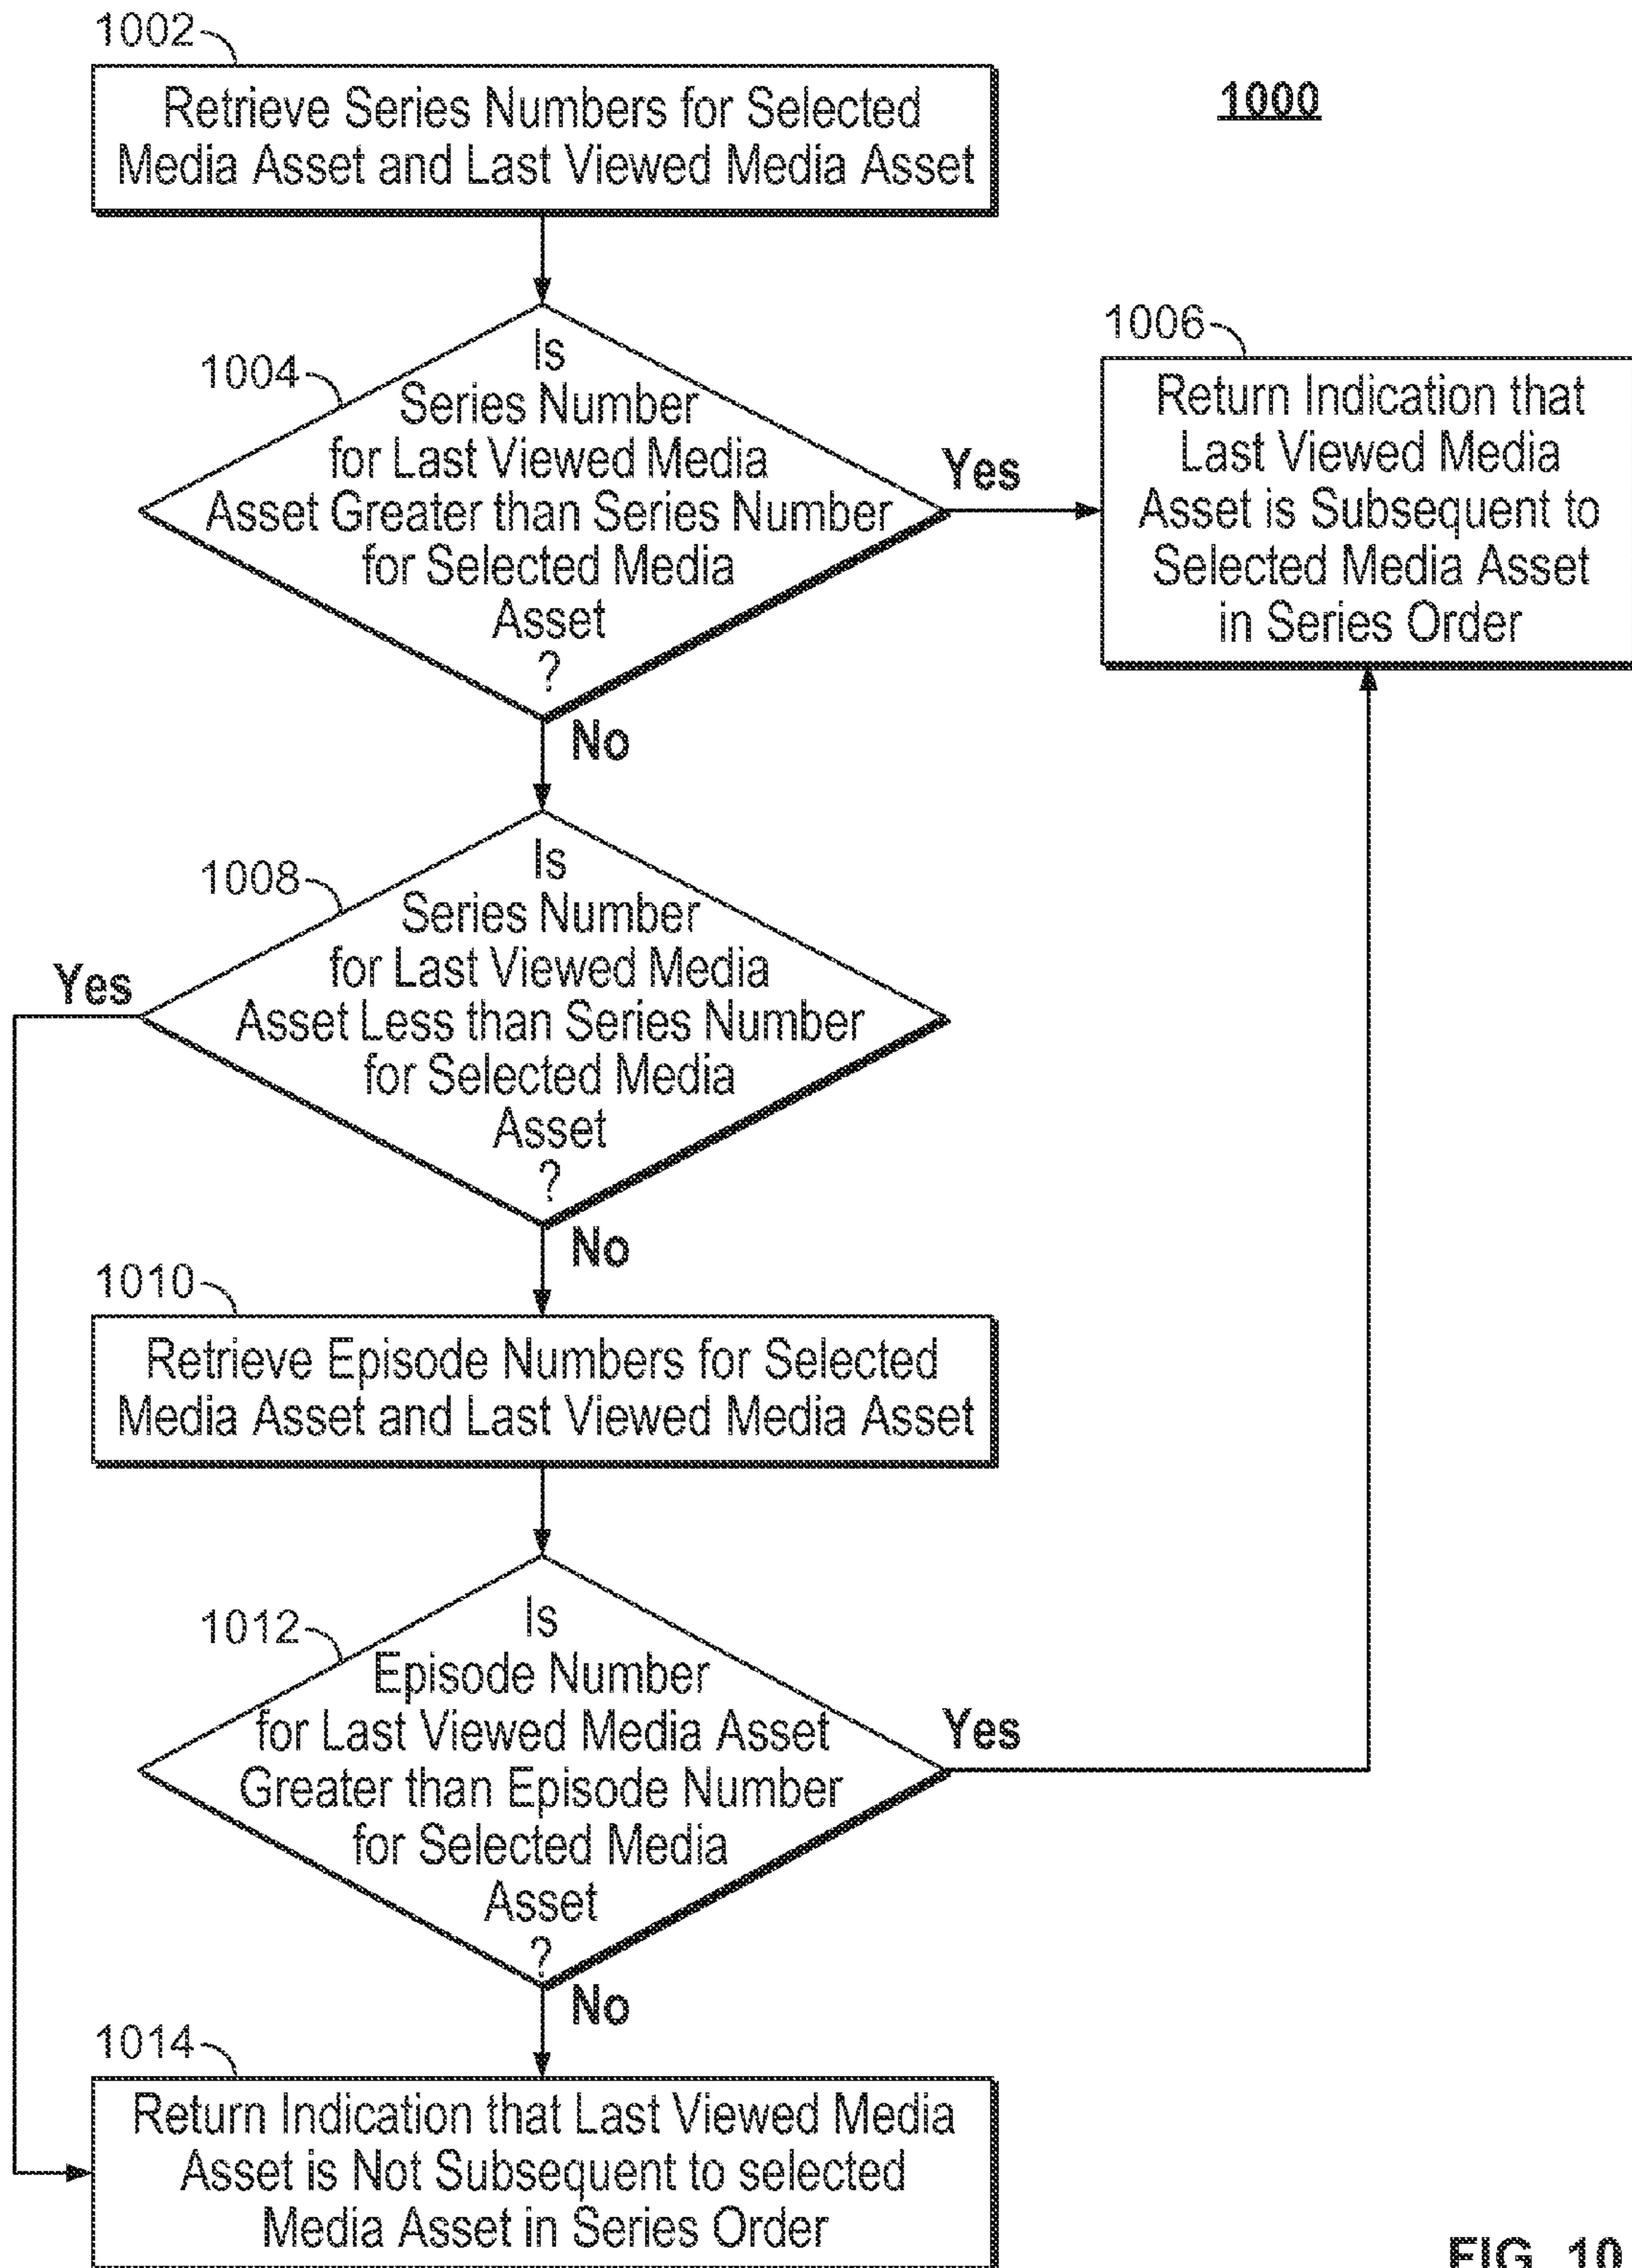 1002
Retrieve Series Numbers for Selected
Media Asset and Last Viewed Media Asset
1000
1004
Is
Series Number
for Last Viewed Media
Asset Greater than Series Number
for Selected Media
Asset
?
Yes
No
1006
Return Indication that
Last Viewed Media
Asset is Subsequent to
Selected Media Asset
in Series Order
1008
Is
Series Number
for Last Viewed Media
Asset Less than Series Number
for Selected Media
Asset
?
Yes
No
1010
Retrieve Episode Numbers for Selected
Media Asset and Last Viewed Media Asset
1012
Is
Episode Number
for Last Viewed Media Asset
Greater than Episode Number
for Selected Media
Asset
?
Yes
No
1014
Return Indication that Last Viewed Media
Asset is Not Subsequent to selected
Media Asset in Series Order
FIG. 10